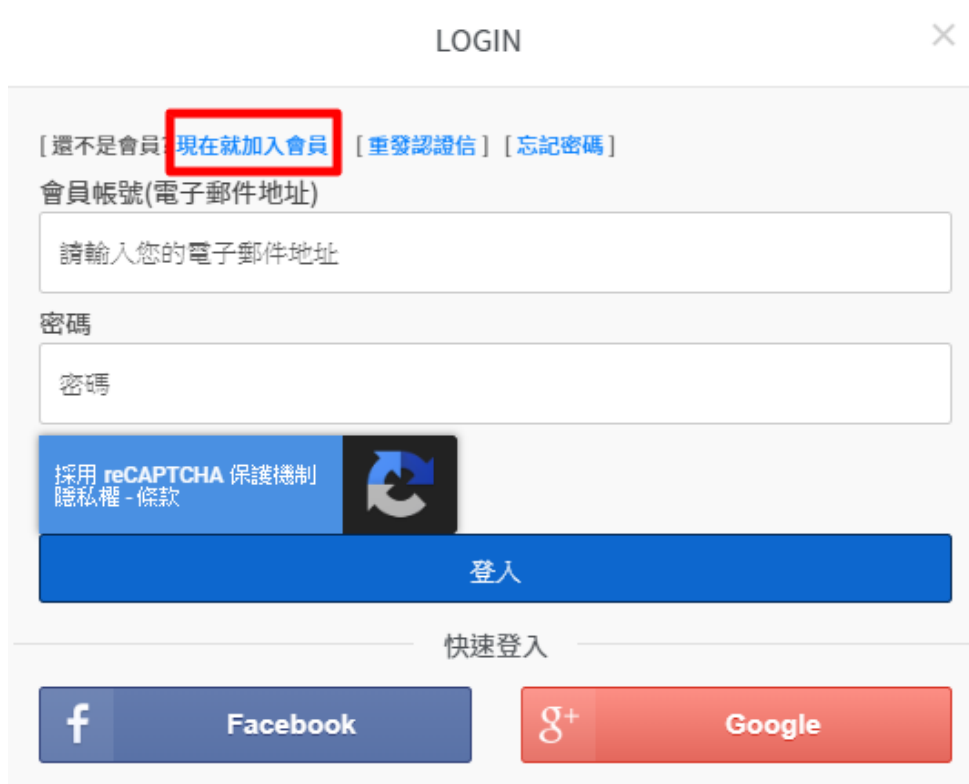 LOGIN
[ 還不是會員? 現在就加入會員 [ 重發認證信 ] [ 忘記密碼 ]
會員帳號(電子郵件地址)
請輸入您的電子郵件地址
密碼
密碼
採用 reCAPTCHA 保護機制
隱私權 - 條款
登入
快速登入
f Facebook
g+ Google